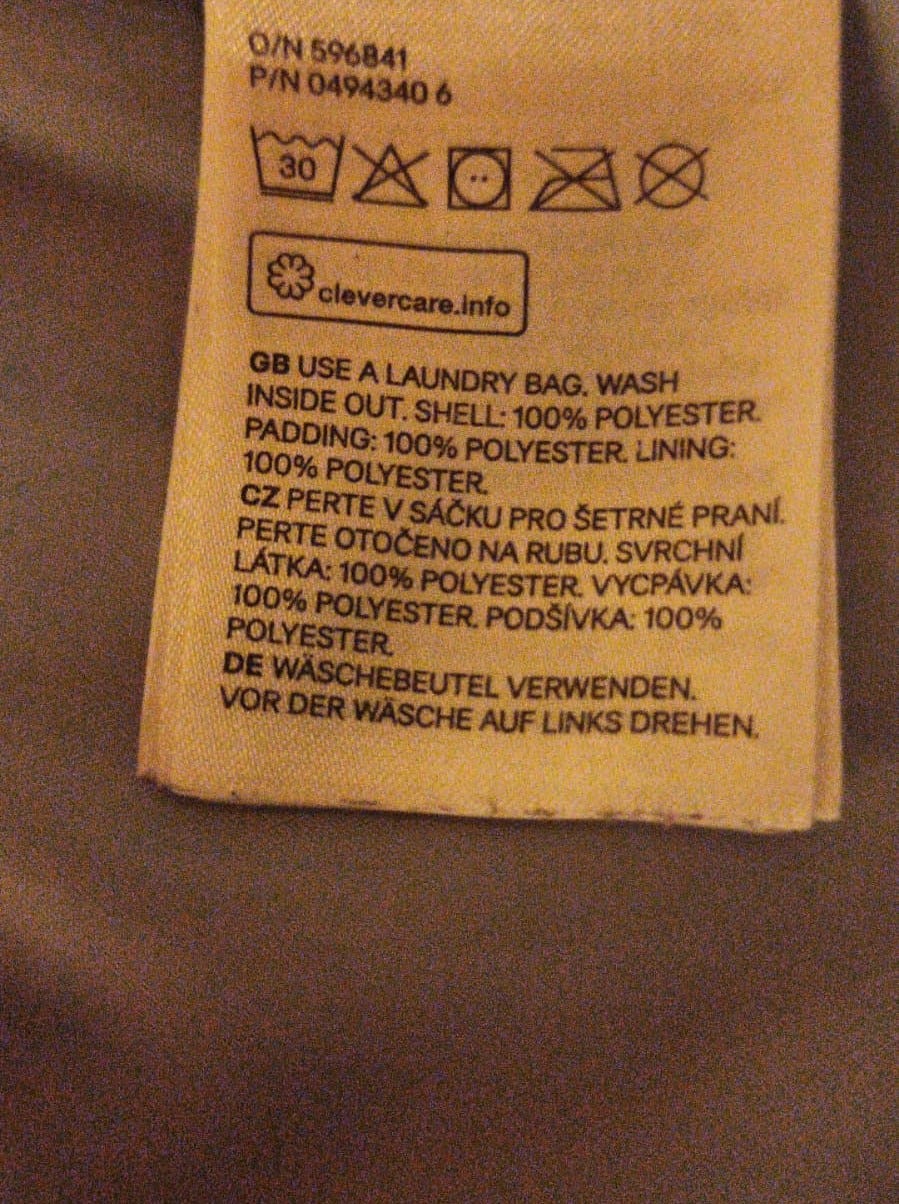 O/N 596841
P/N 0494340 6
30
clevercare.info
GB USE A LAUNDRY BAG. WASH
INSIDE OUT. SHELL: 100% POLYESTER.
PADDING: 100% POLYESTER. LINING:
100% POLYESTER.
CZ PERTE V SÁČKU PRO ŠETRNÉ PRANÍ.
PERTE OTOČENO NA RUBU. SVRCHNÍ
LÁTKA: 100% POLYESTER. VYCPÁVKA:
100% POLYESTER. PODŠÍVKA: 100%
POLYESTER.
DE WÄSCHEBEUTEL VERWENDEN.
VOR DER WÄSCHE AUF LINKS DREHEN.